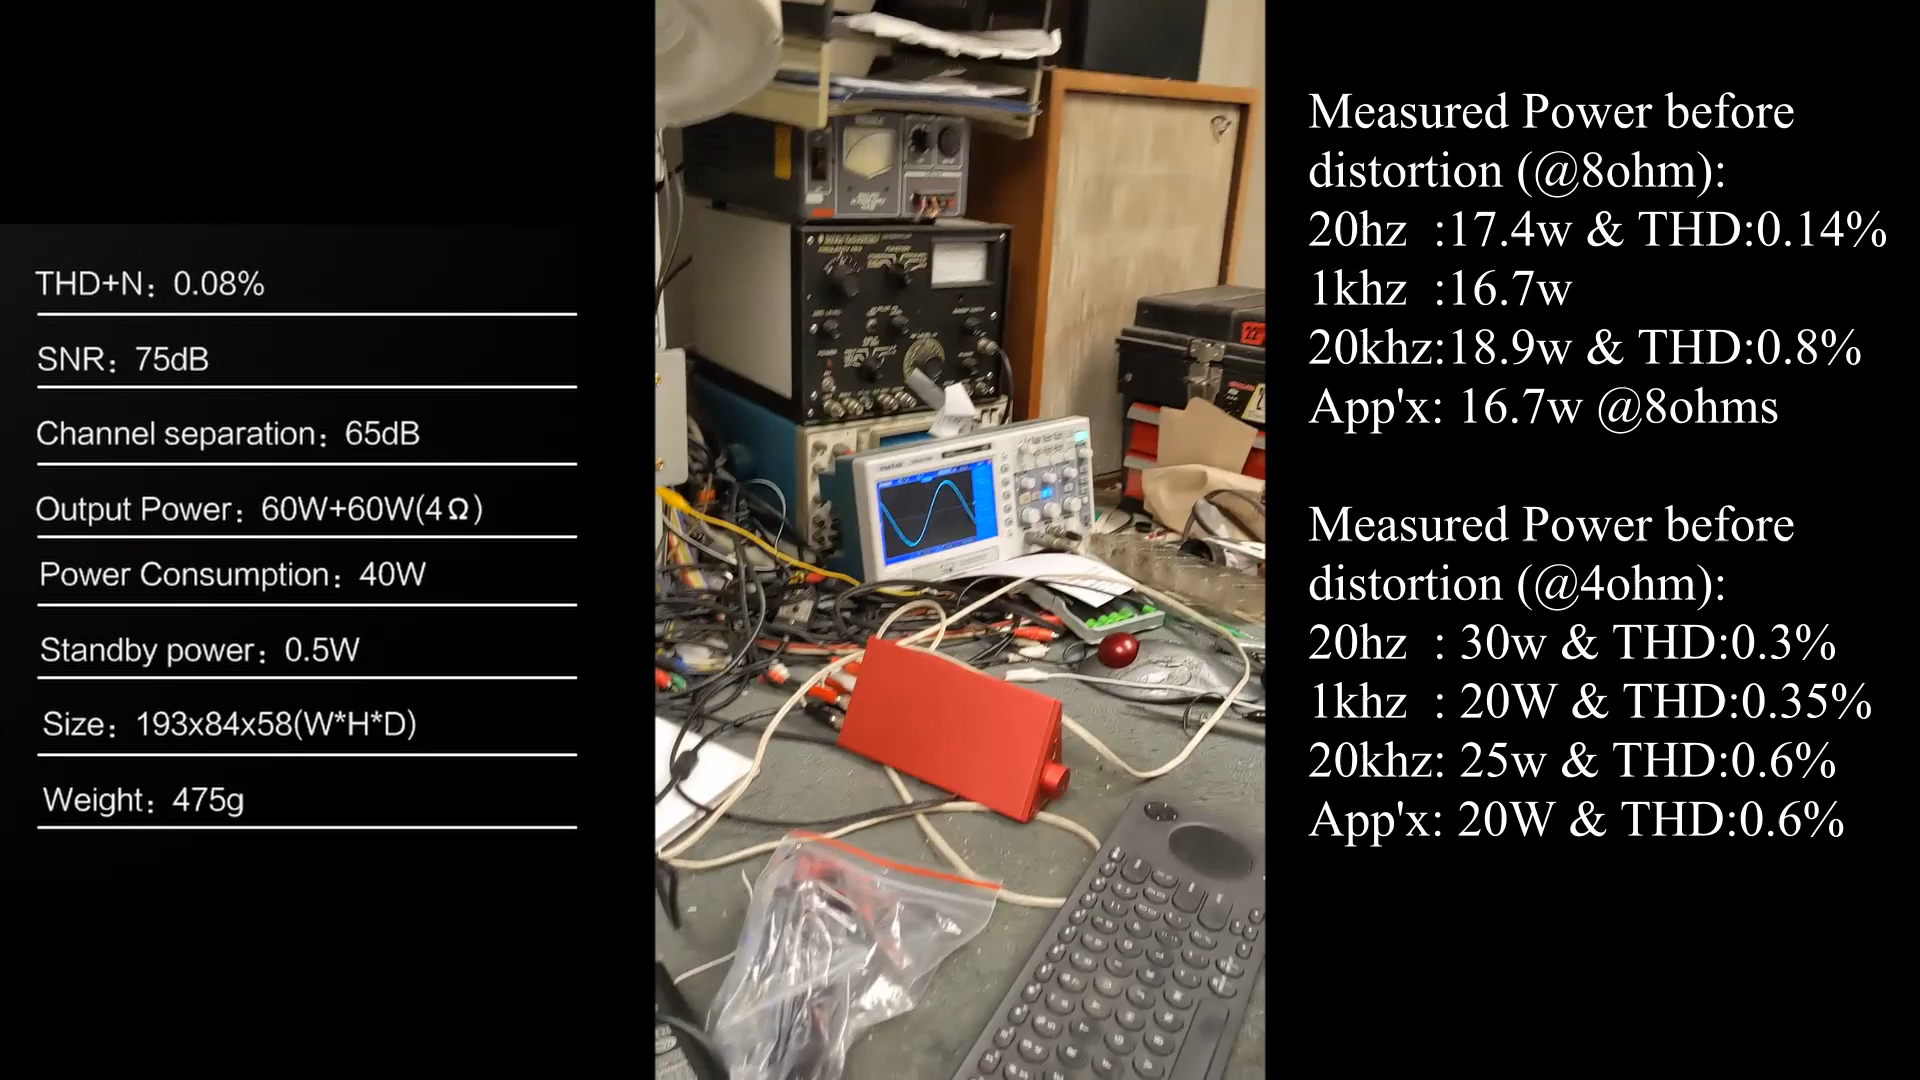 THD+N: 0.08%
SNR: 75dB
Channel separation: 65dB
Output Power: 60W+60W(4Ω)
Power Consumption: 40W
Standby power: 0.5W
Size: 193x84x58(W*H*D)
Weight: 475g
22"
Measured Power before
distortion (@8ohm):
20hz :17.4w & THD:0.14%
1khz :16.7w
20khz:18.9w & THD:0.8%
App'x: 16.7w @8ohms
Measured Power before
distortion (@4ohm):
20hz : 30w & THD:0.3%
1khz : 20W & THD:0.35%
20khz: 25w & THD:0.6%
App'x: 20W & THD:0.6%